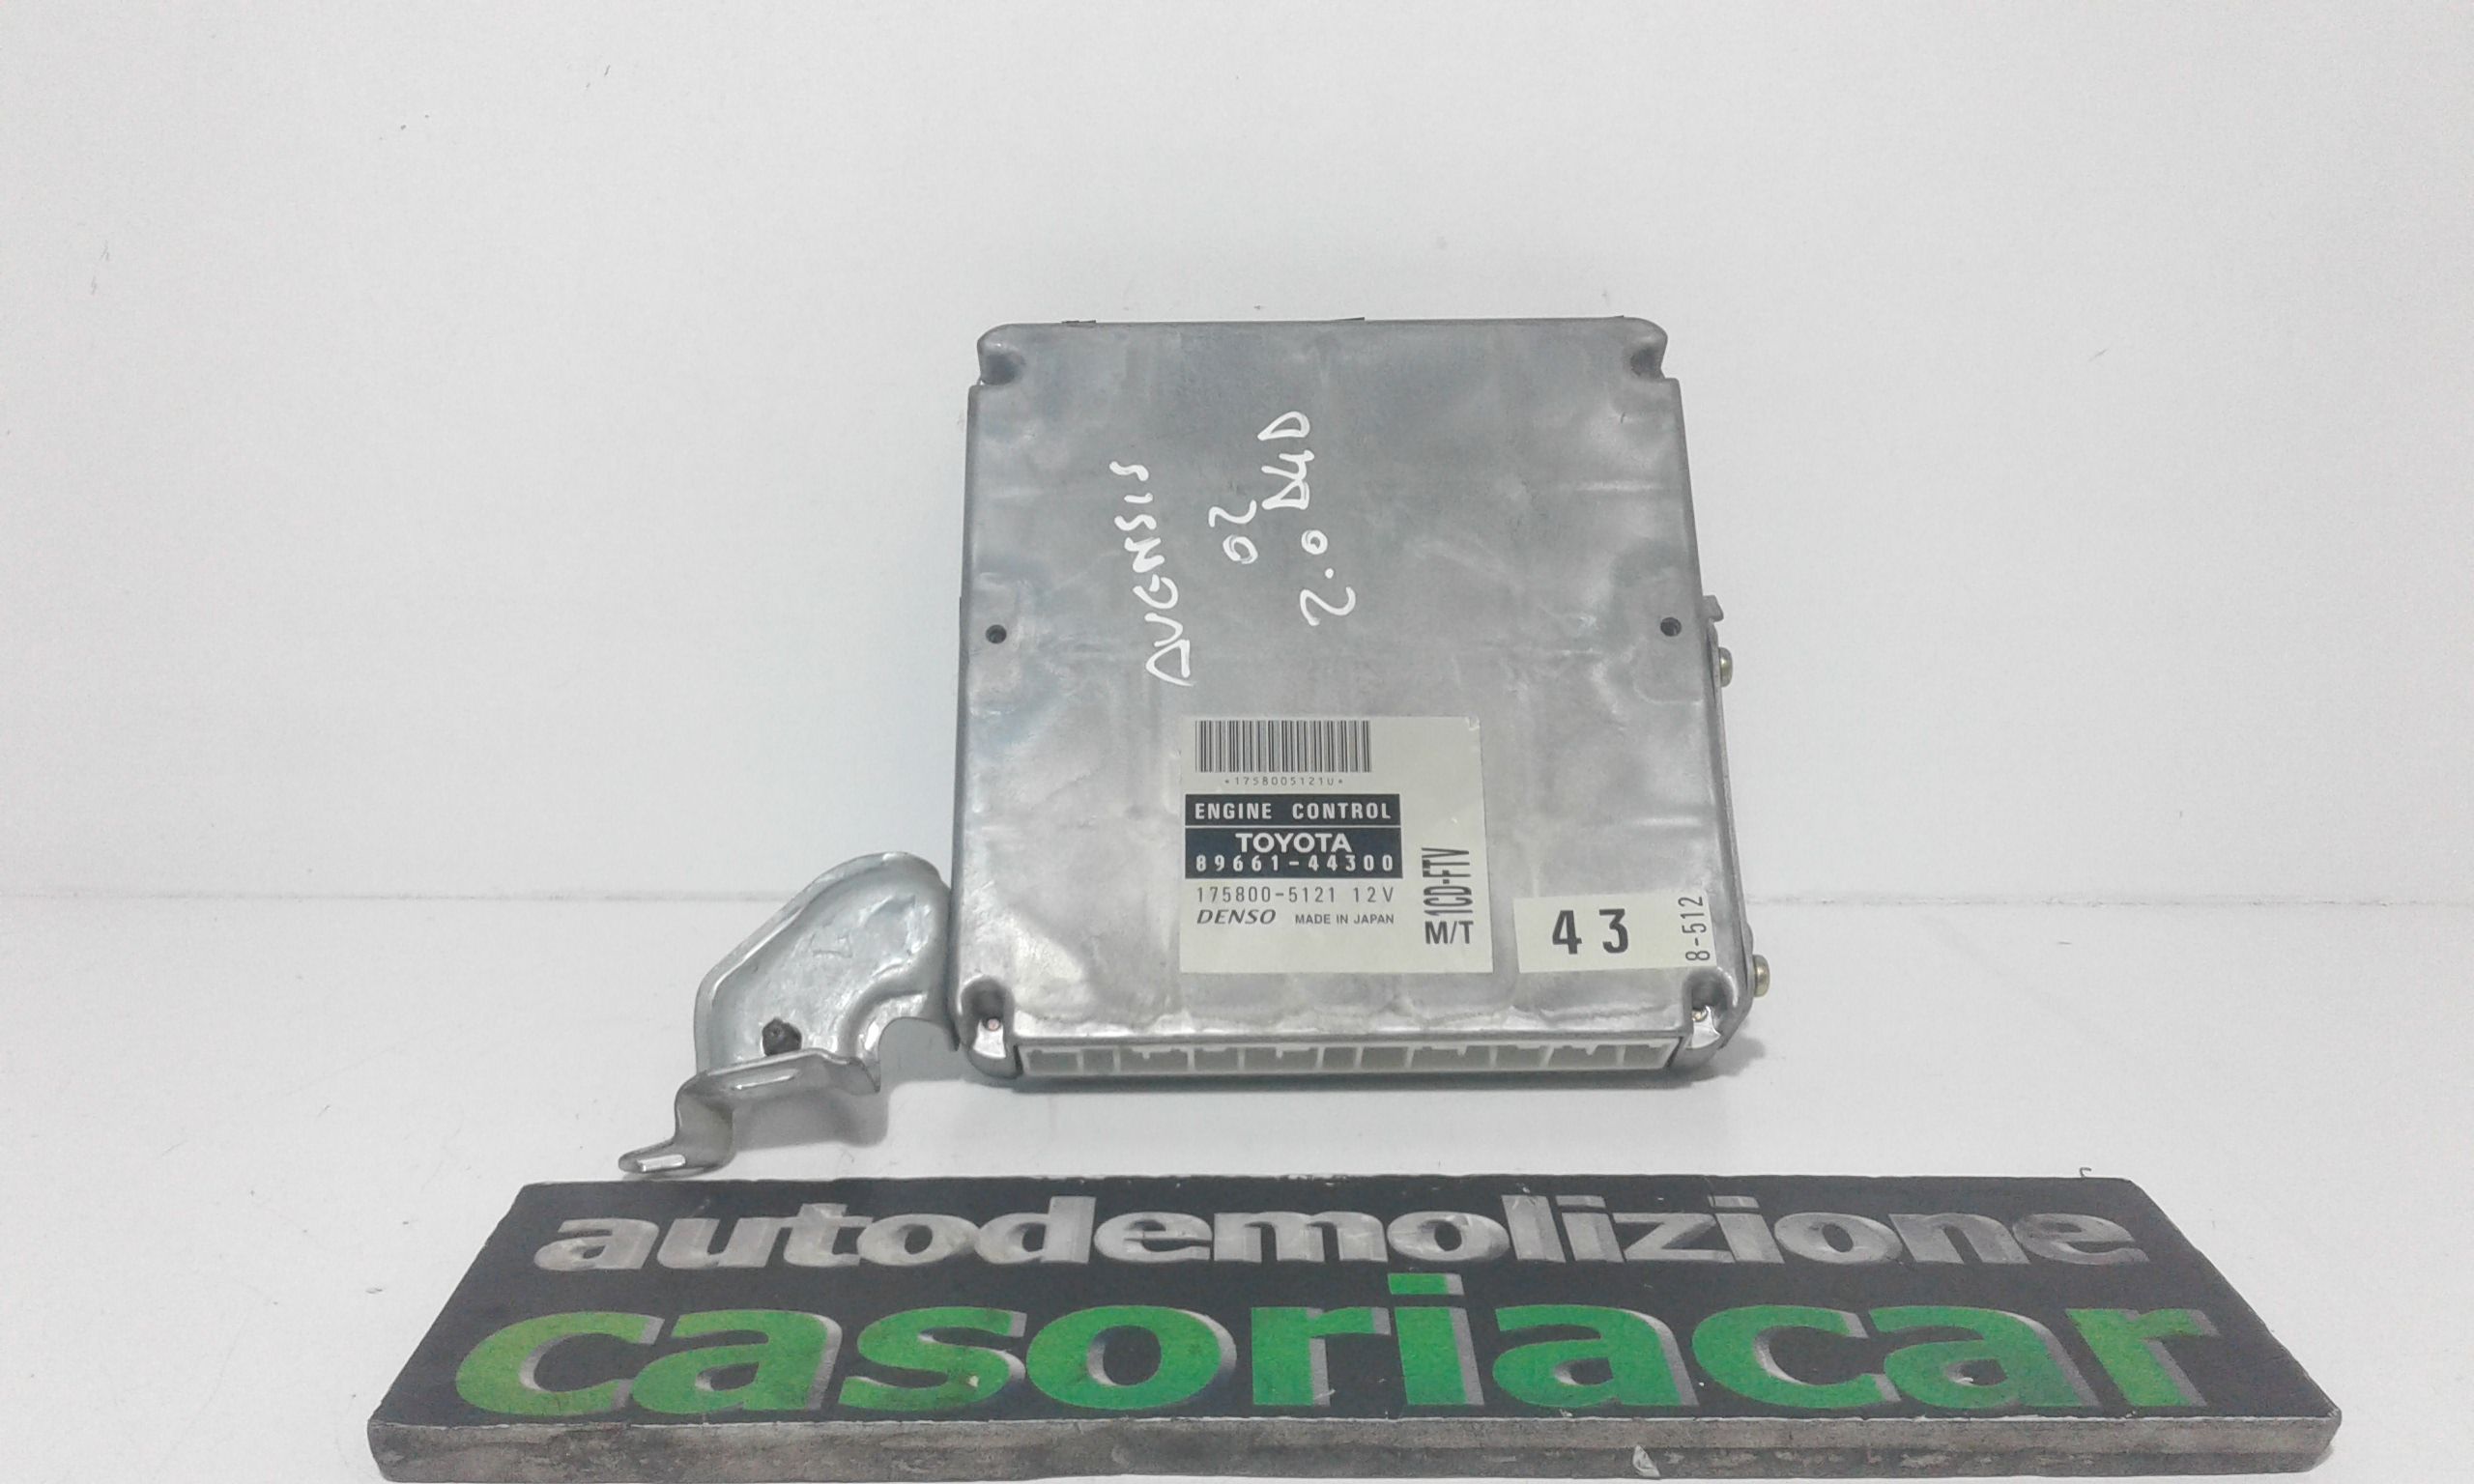 AVENSIS
02
2.0 D4D
*1758005121U*
ENGINE CONTROL
TOYOTA
89661-44300
175800-5121 12V
DENSO MADE IN JAPAN
1CD-FTV
M/T
43
8-512
autodemolizione
casoriacar